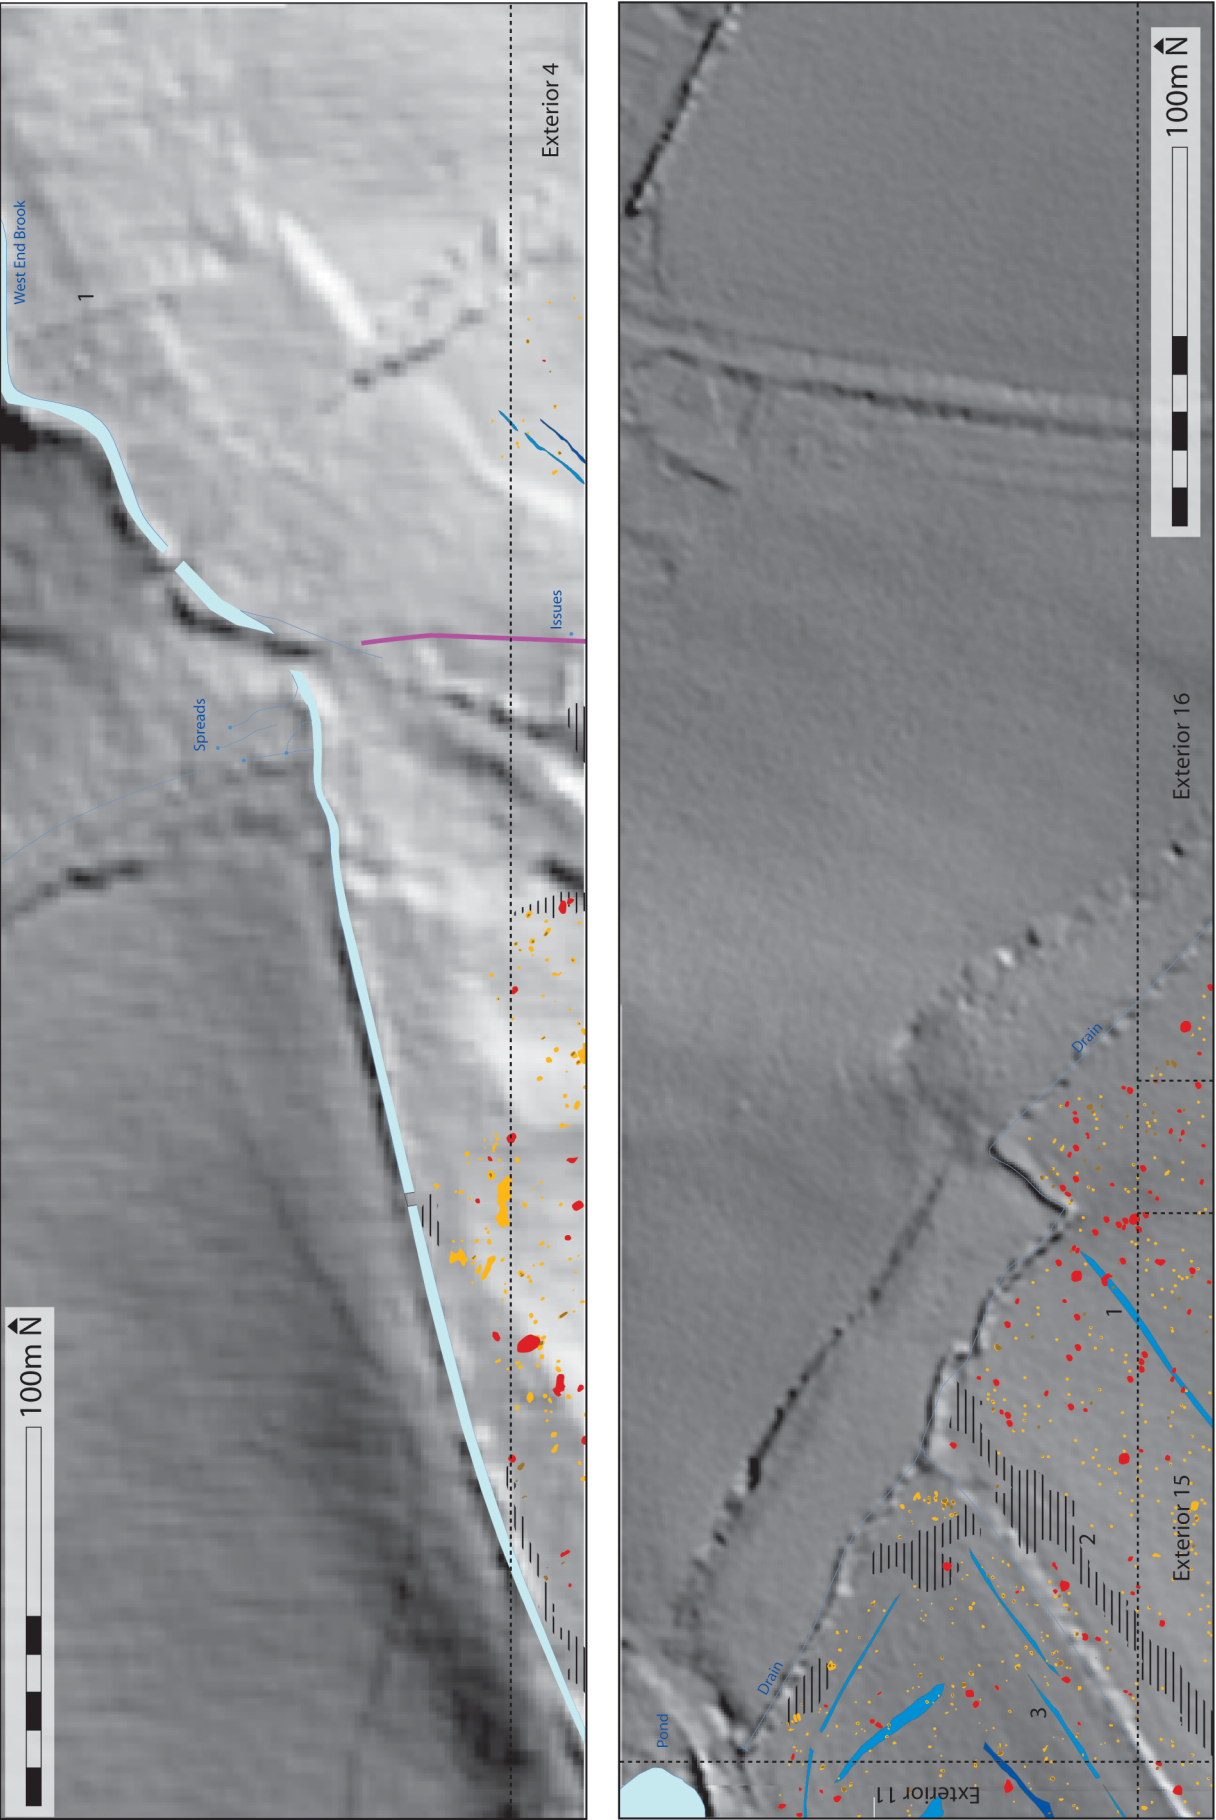 West End Brook
1
Exterior 4
Issues
Spreads
100m N
100m N
Exterior 16
Drain
1
Exterior 15
2
3
Drain
Pond
Exterior 11